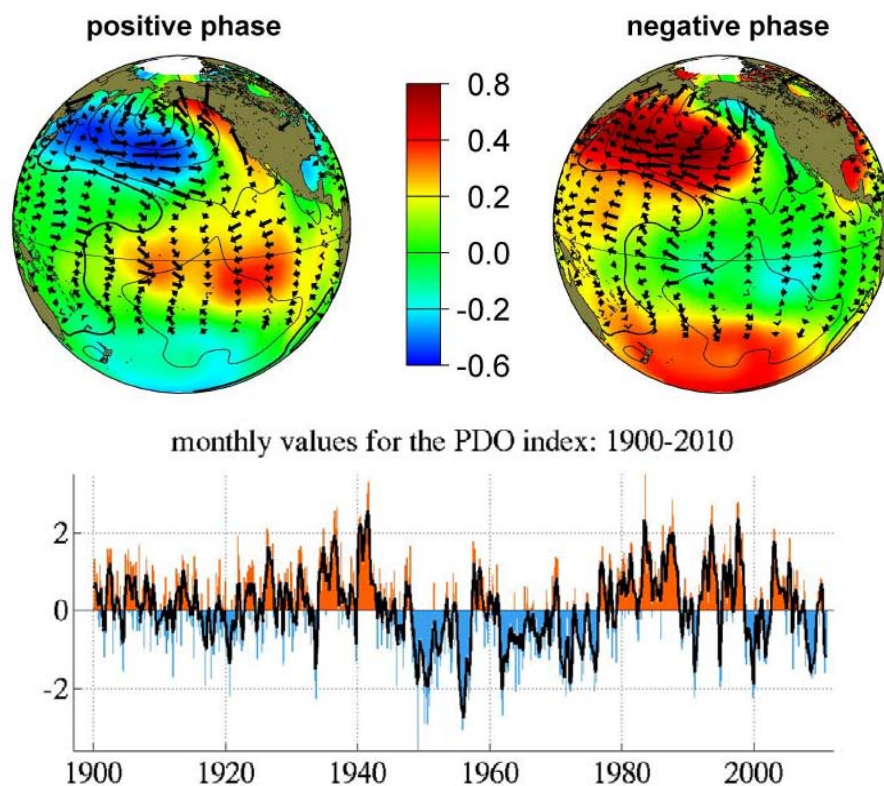 positive phase
negative phase
0.8
0.4
0.2
0.0
-0.2
-0.6
monthly values for the PDO index: 1900-2010
2
0
-2
1900 1920 1940 1960 1980 2000